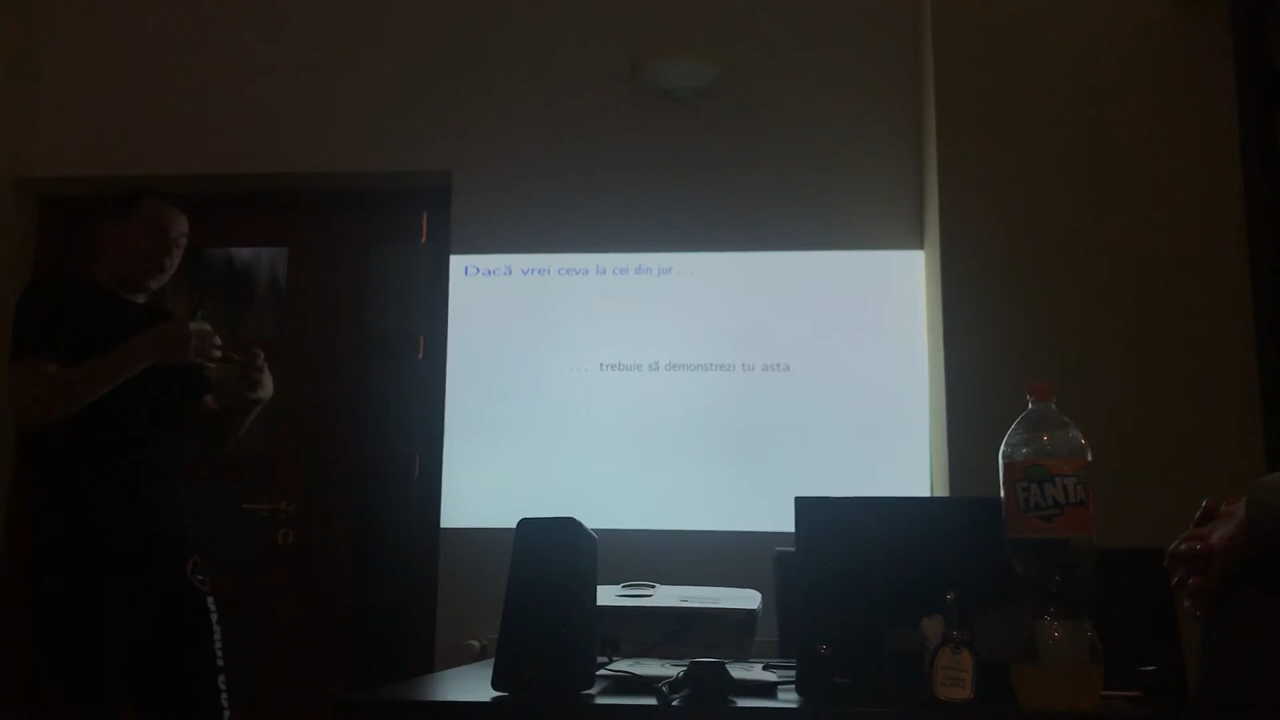 Dacă vrei ceva la cei din jur...
... trebuie să demonstrezi tu asta.
FANTA